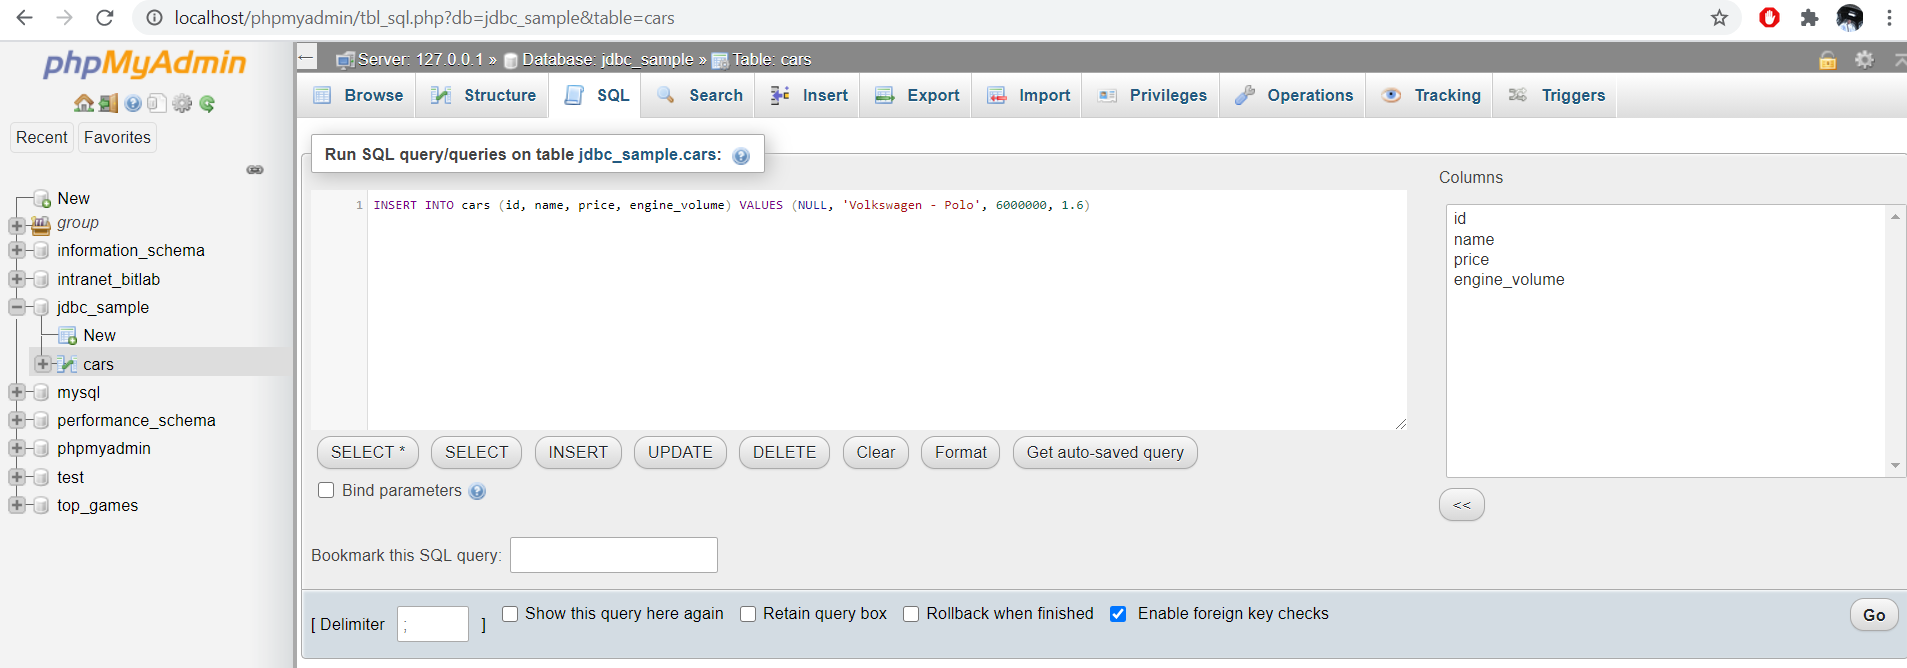 localhost/phpmyadmin/tbl_sql.php?db=jdbc_sample&table=cars
phpMyAdmin
Recent Favorites
New
group
information_schema
intranet_bitlab
jdbc_sample
New
cars
mysql
performance_schema
phpmyadmin
test
top_games
Server: 127.0.0.1 » Database: jdbc_sample » Table: cars
Browse Structure SQL Search Insert Export Import Privileges Operations Tracking Triggers
Run SQL query/queries on table jdbc_sample.cars:
1 INSERT INTO cars (id, name, price, engine_volume) VALUES (NULL, 'Volkswagen - Polo', 6000000, 1.6)
SELECT * SELECT INSERT UPDATE DELETE Clear Format Get auto-saved query
Bind parameters
Bookmark this SQL query:
Columns
id
name
price
engine_volume
<<
[ Delimiter ; ] Show this query here again Retain query box Rollback when finished Enable foreign key checks
Go